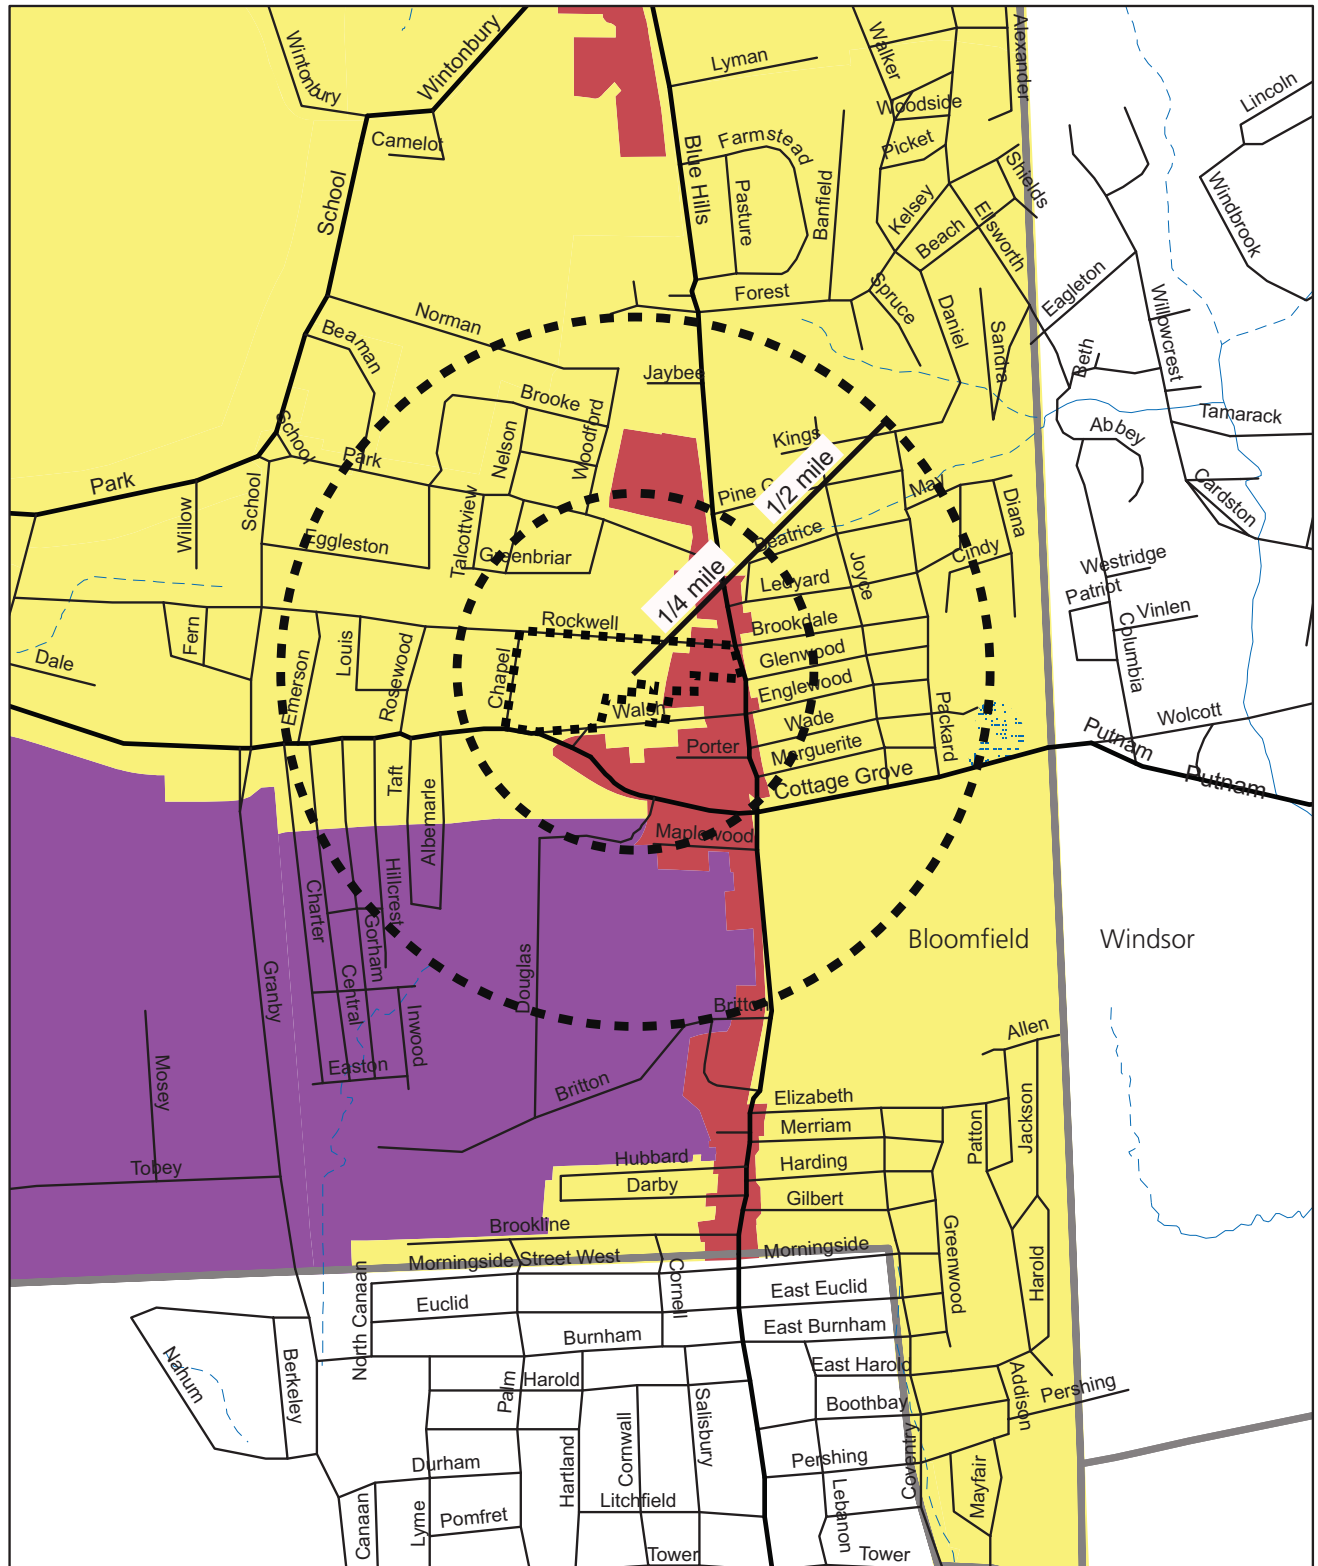 Wintonbury
Wintonbury
Lyman
Walker
Alexander
Lincoln
Camelot
School
Blue Hills
Farmstead
Woodside
Picket
Pasture
Banfield
Shields
Kelsey
Beach
Elsworth
Windbrook
Forest
Spruce
Daniel
Sandra
Eagleton
Willowcrest
Norman
Beaman
Jaybee
Beth
Brooke
Woodford
Nelson
Kings
Abbey
Tamarack
School
Park
Park
Willow
School
Eggleston
Talcottview
Greenbriar
Pine G
1/2 mile
May
Diana
Cardston
Beatrice
Joyce
Cindy
1/4 mile
Ledyard
Westridge
Patriot
Vinlen
Columbia
Fern
Dale
Emerson
Louis
Rosewood
Chapel
Rockwell
Brookdale
Glenwood
Englewood
Walsh
Wade
Packard
Porter
Marguerite
Cottage Grove
Putnam
Wolcott
Putnam
Taft
Albemarle
Maplewood
Charter
Hillcrest
Gorham
Central
Granby
Douglas
Inwood
Easton
Bloomfield
Windsor
Britton
Britton
Mosey
Tobey
Allen
Elizabeth
Merriam
Patton
Jackson
Hubbard
Darby
Harding
Gilbert
Brookline
Morningside Street West
Morningside
Greenwood
Harold
North Canaan
Cornell
Euclid
East Euclid
Burnham
East Burnham
Nahum
Berkeley
Palm
Harold
East Harold
Salisbury
Boothbay
Addison
Pershing
Durham
Hartland
Cornwall
Pershing
Coventry
Mayfair
Canaan
Lyme
Pomfret
Litchfield
Lebanon
Tower
Tower